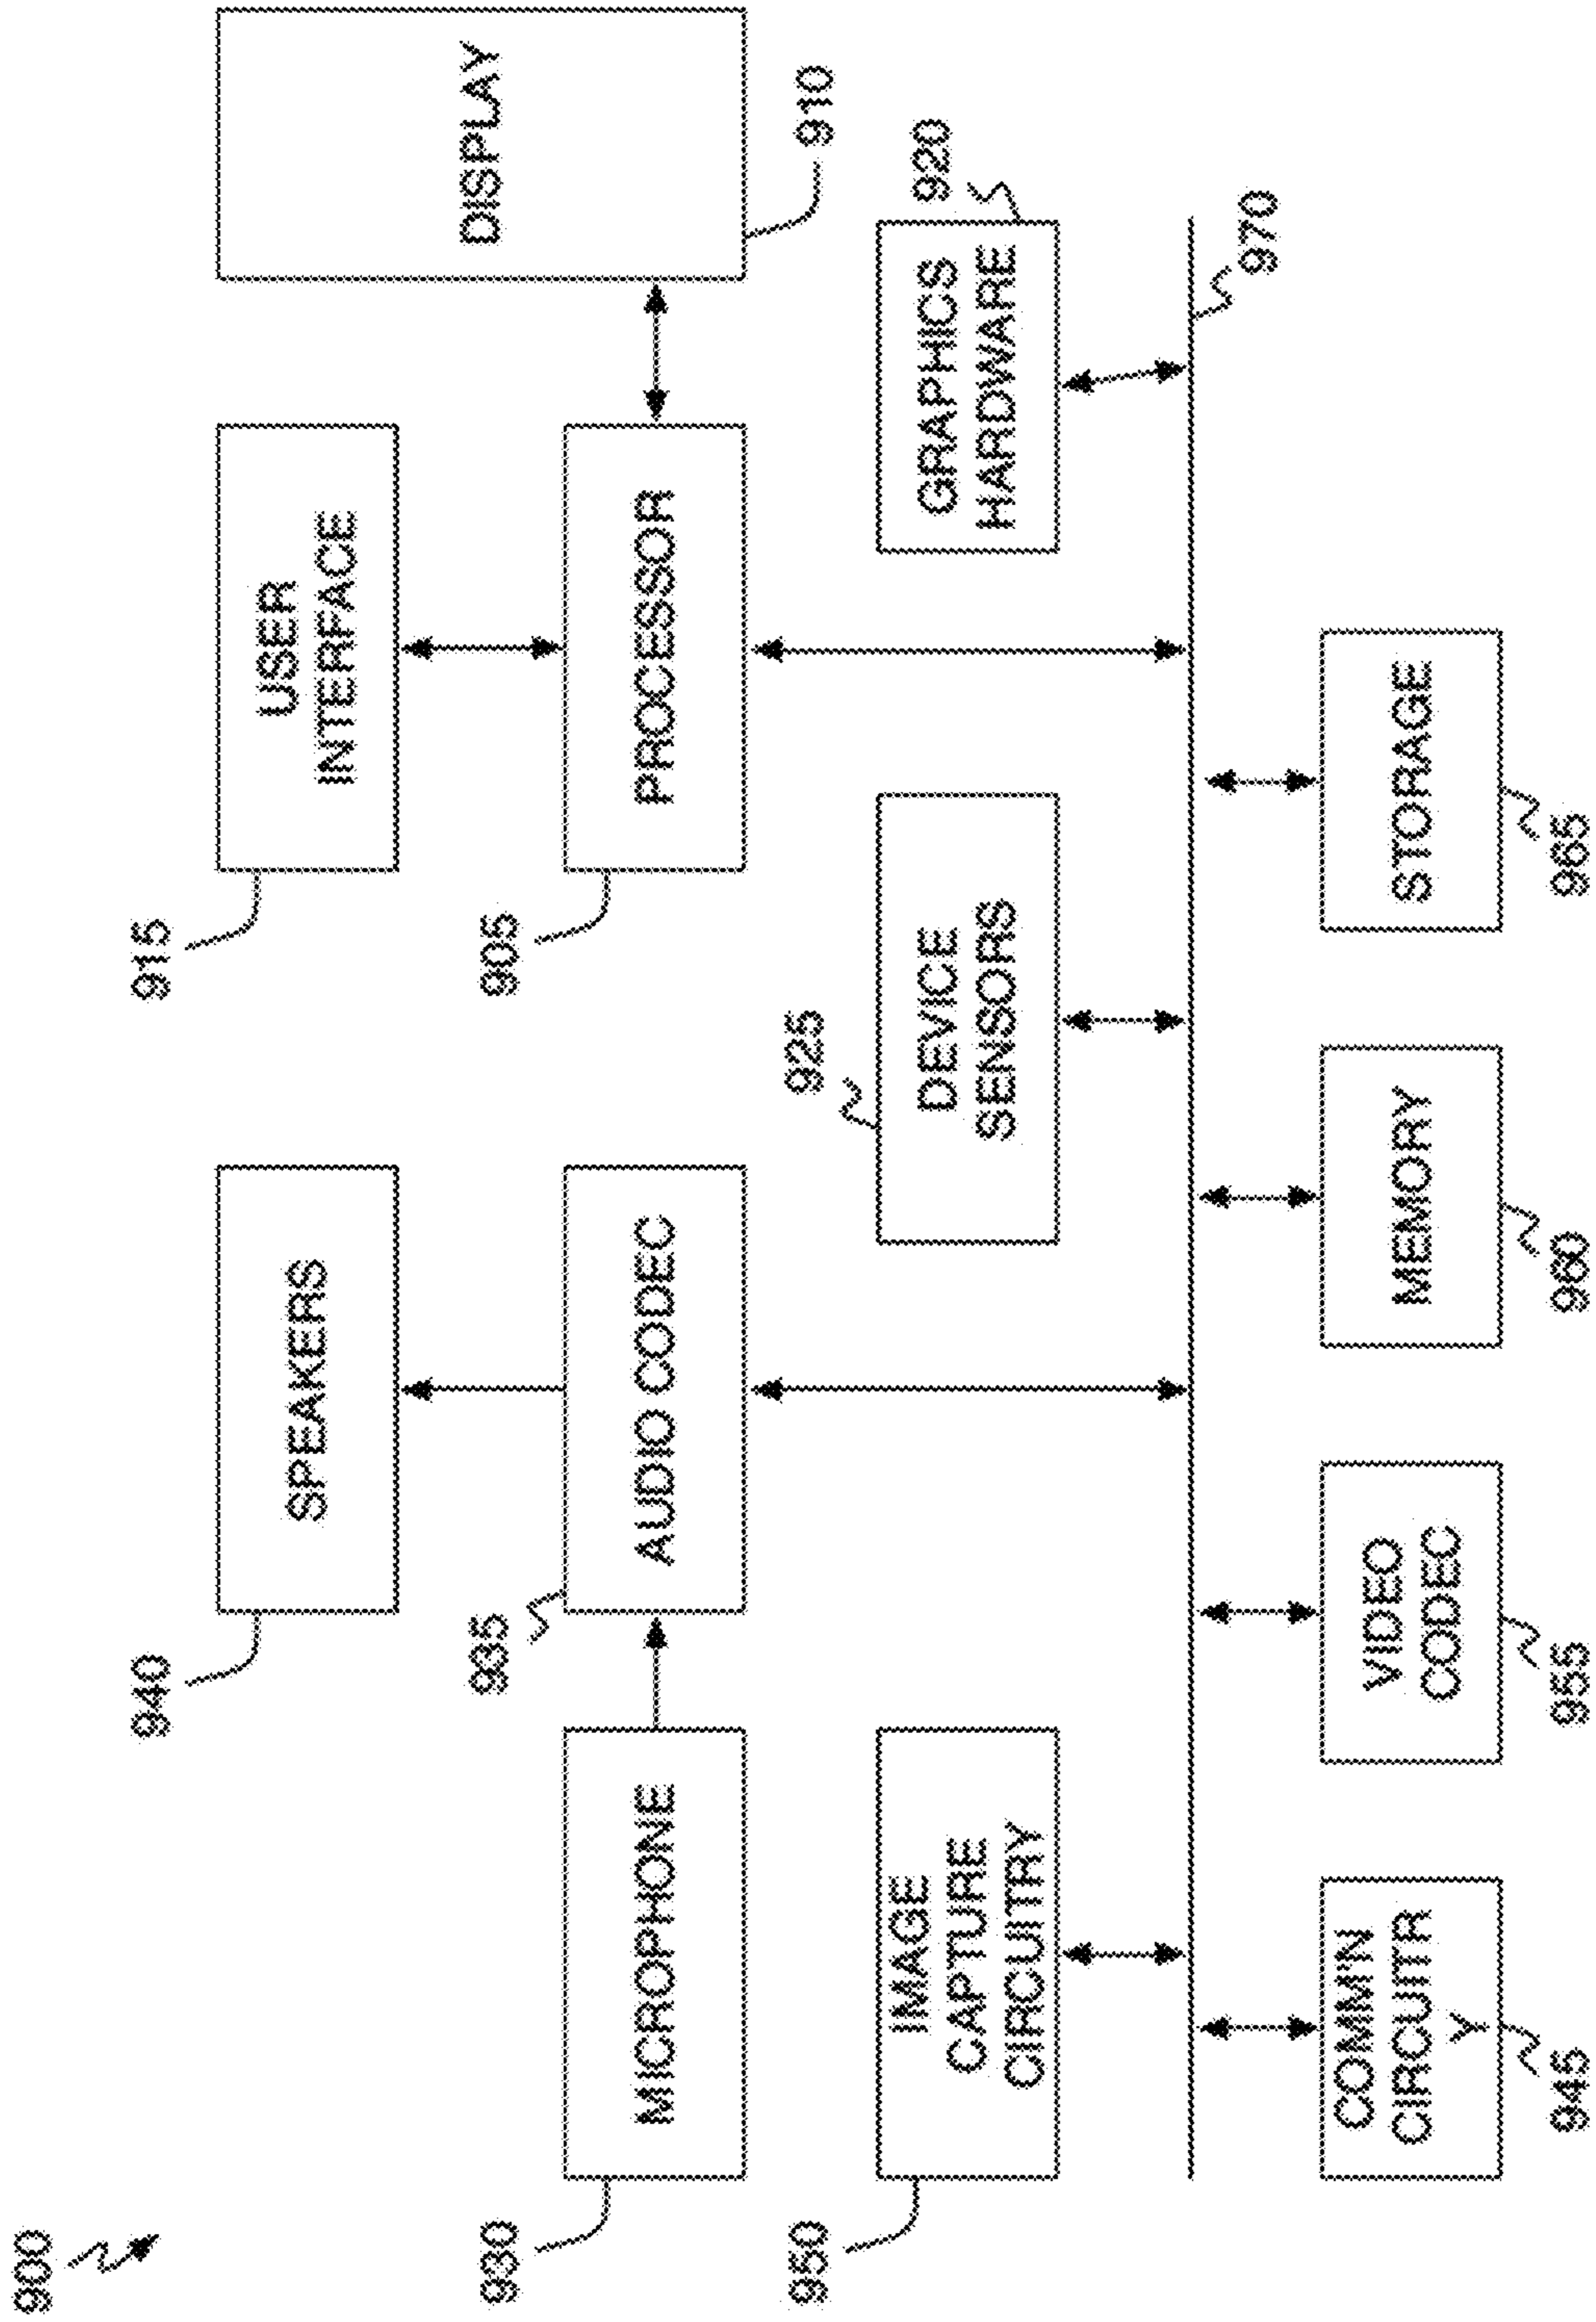 900
940
SPEAKERS
915
USER
INTERFACE
DISPLAY
910
930
MICROPHONE
935
AUDIO CODEC
905
PROCESSOR
950
IMAGE
CAPTURE
CIRCUITRY
925
DEVICE
SENSORS
GRAPHICS
HARDWARE
920
970
COMM'N
CIRCUITR
Y
945
VIDEO
CODEC
955
MEMORY
960
STORAGE
965